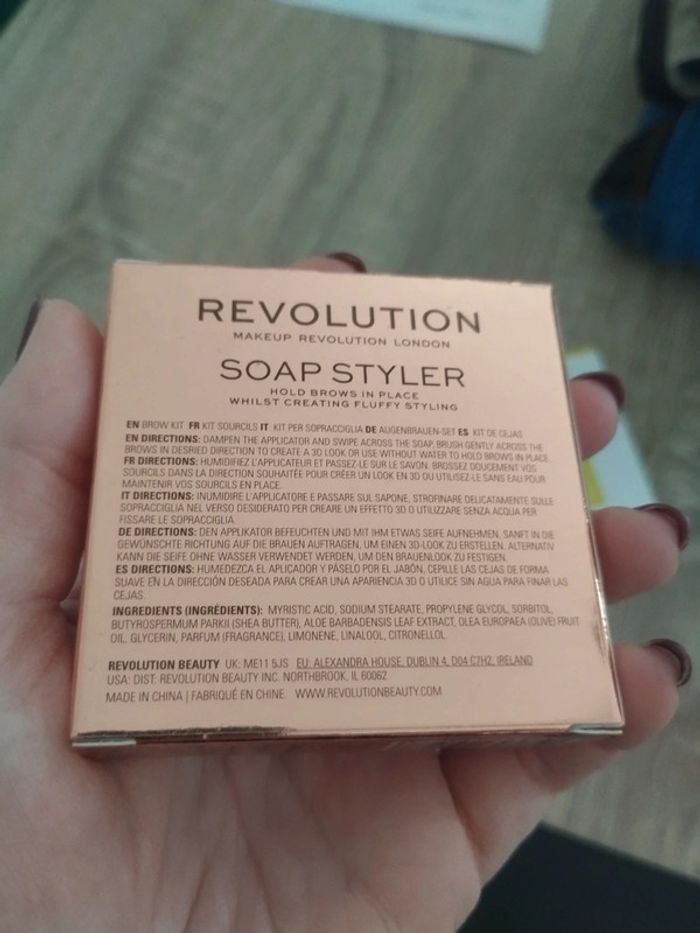 REVOLUTION
MAKEUP REVOLUTION LONDON
SOAP STYLER
HOLD BROWS IN PLACE
WHILST CREATING FLUFFY STYLING
EN BROW KIT FR KIT SOURCILS IT KIT PER SOPRACCIGLIA DE AUGENBRAUEN-SET ES KIT DE CEJAS
EN DIRECTIONS: DAMPEN THE APPLICATOR AND SWIPE ACROSS THE SOAP, BRUSH GENTLY ACROSS THE
BROWS IN DESRIED DIRECTION TO CREATE A 3D LOOK OR USE WITHOUT WATER TO HOLD BROWS IN PLACE.
FR DIRECTIONS: HUMIDIFIEZ L'APPLICATEUR ET PASSEZ-LE SUR LE SAVON. BROSSEZ DOUCEMENT VOS
SOURCILS DANS LA DIRECTION SOUHAITÉE POUR CRÉER UN LOOK EN 3D OU UTILISEZ-LE SANS EAU POUR
MAINTENIR VOS SOURCILS EN PLACE.
IT DIRECTIONS: INUMIDIRE L'APPLICATORE E PASSARE SUL SAPONE, STROFINARE DELICATAMENTE SULLE
SOPRACCIGLIA NEL VERSO DESIDERATO PER CREARE UN EFFETTO 3D O UTILIZZARE SENZA ACQUA PER
FISSARE LE SOPRACCIGLIA.
DE DIRECTIONS: DEN APPLIKATOR BEFEUCHTEN UND MIT IHM ETWAS SEIFE AUFNEHMEN. SANFT IN DIE
GEWÜNSCHTE RICHTUNG AUF DIE BRAUEN AUFTRAGEN, UM EINEN 3D-LOOK ZU ERSTELLEN. ALTERNATIV
KANN DIE SEIFE OHNE WASSER VERWENDET WERDEN, UM DEN BRAUENLOOK ZU FESTIGEN.
ES DIRECTIONS: HUMEDEZCA EL APLICADOR Y PÁSELO POR EL JABÓN, CEPILLE LAS CEJAS DE FORMA
SUAVE EN LA DIRECCIÓN DESEADA PARA CREAR UNA APARIENCIA 3D O UTILICE SIN AGUA PARA FIJAR LAS
CEJAS.
INGREDIENTS (INGRÉDIENTS): MYRISTIC ACID, SODIUM STEARATE, PROPYLENE GLYCOL, SORBITOL,
BUTYROSPERMUM PARKII (SHEA BUTTER), ALOE BARBADENSIS LEAF EXTRACT, OLEA EUROPAEA (OLIVE) FRUIT
OIL, GLYCERIN, PARFUM (FRAGRANCE), LIMONENE, LINALOOL, CITRONELLOL.
REVOLUTION BEAUTY UK: ME11 5JS EU: ALEXANDRA HOUSE, DUBLIN 4, D04 C7H2, IRELAND
USA: DIST: REVOLUTION BEAUTY INC. NORTHBROOK, IL 60062
MADE IN CHINA | FABRIQUÉ EN CHINE. WWW.REVOLUTIONBEAUTY.COM